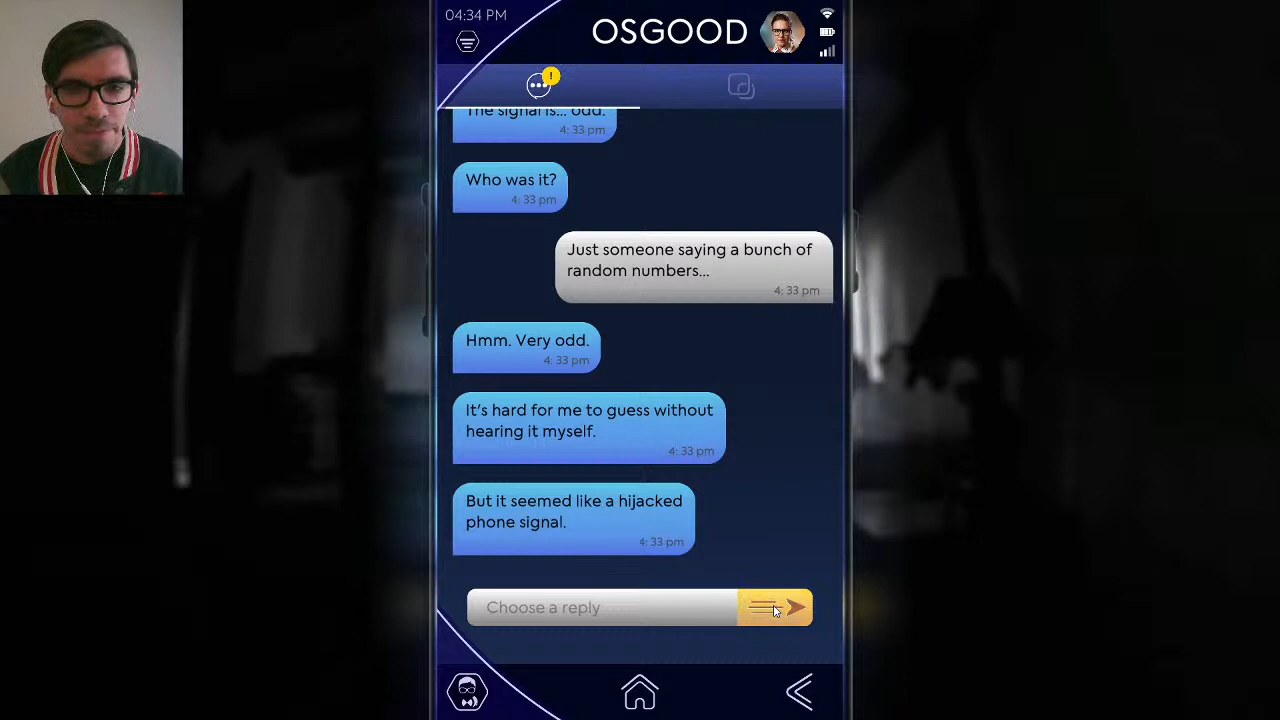 04:34 PM
OSGOOD
!
The signal is... odd.
4: 33 pm
Who was it?
4: 33 pm
Just someone saying a bunch of
random numbers...
4: 33 pm
Hmm. Very odd.
4: 33 pm
It's hard for me to guess without
hearing it myself.
4: 33 pm
But it seemed like a hijacked
phone signal.
4: 33 pm
Choose a reply